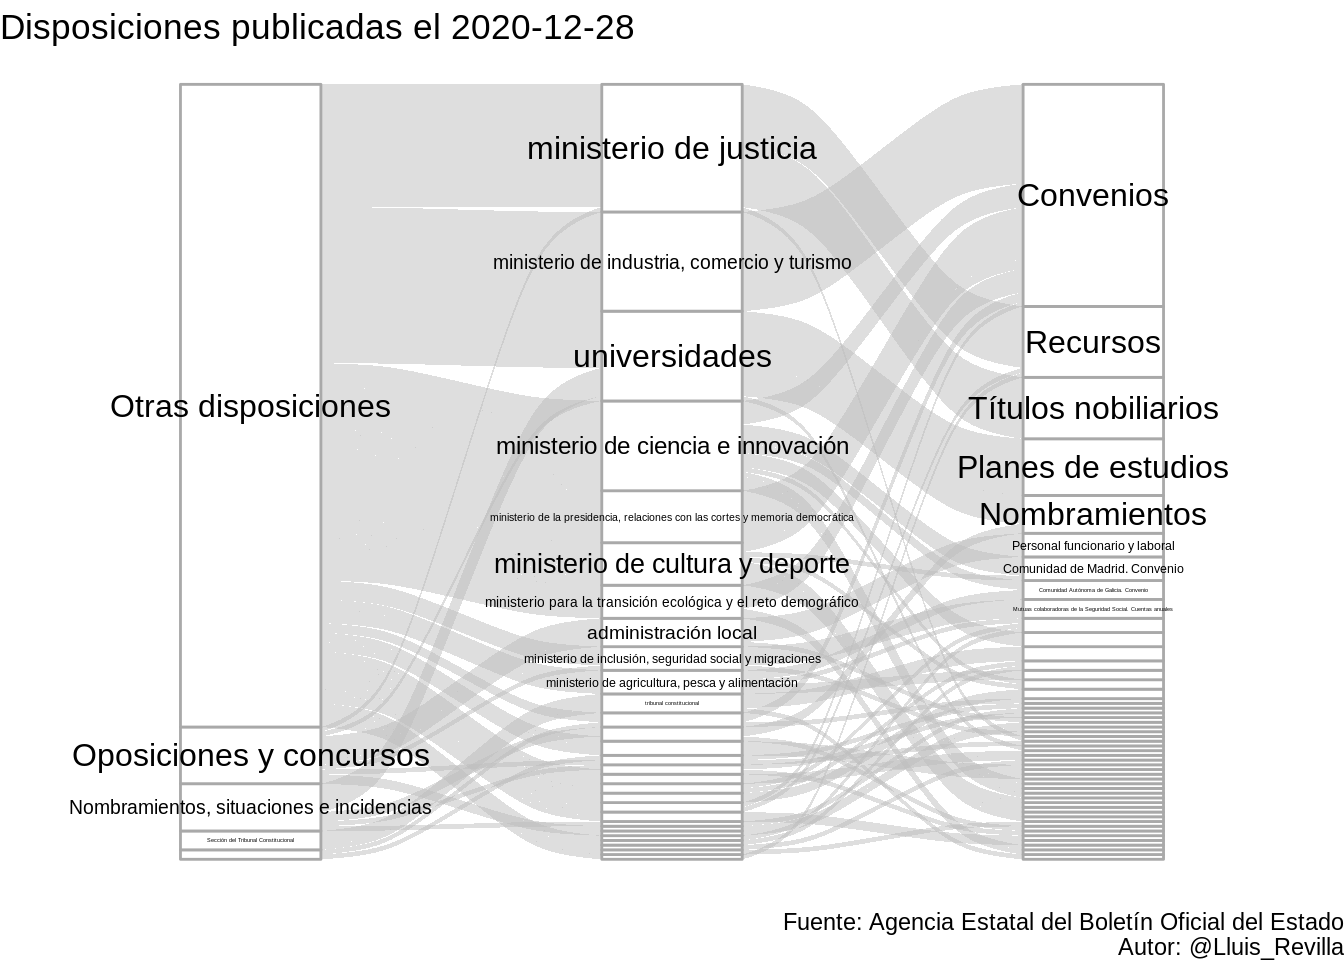 Disposiciones publicadas el 2020-12-28
Otras disposiciones
Oposiciones y concursos
Nombramientos, situaciones e incidencias
Sección del Tribunal Constitucional
ministerio de justicia
ministerio de industria, comercio y turismo
universidades
ministerio de ciencia e innovación
ministerio de la presidencia, relaciones con las cortes y memoria democrática
ministerio de cultura y deporte
ministerio para la transición ecológica y el reto demográfico
administración local
ministerio de inclusión, seguridad social y migraciones
ministerio de agricultura, pesca y alimentación
tribunal constitucional
Convenios
Recursos
Títulos nobiliarios
Planes de estudios
Nombramientos
Personal funcionario y laboral
Comunidad de Madrid. Convenio
Comunidad Autónoma de Galicia. Convenio
Mutuas colaboradoras de la Seguridad Social. Cuentas anuales
Fuente: Agencia Estatal del Boletín Oficial del Estado
Autor: @Lluis_Revilla